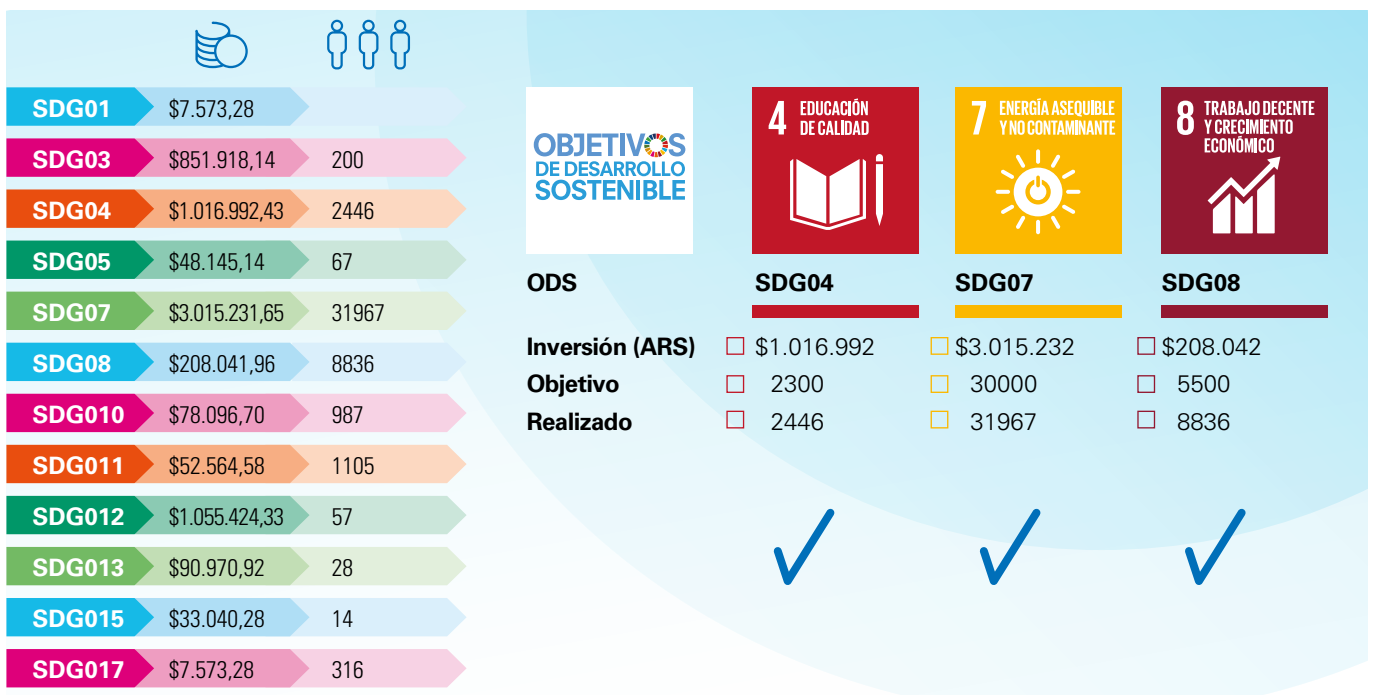 SDG01 $7.573,28
SDG03 $851.918,14 200
SDG04 $1.016.992,43 2446
SDG05 $48.145,14 67
SDG07 $3.015.231,65 31967
SDG08 $208.041,96 8836
SDG010 $78.096,70 987
SDG011 $52.564,58 1105
SDG012 $1.055.424,33 57
SDG013 $90.970,92 28
SDG015 $33.040,28 14
SDG017 $7.573,28 316
OBJETIVOS
DE DESARROLLO
SOSTENIBLE
4 EDUCACIÓN
DE CALIDAD
7 ENERGÍA ASEQUIBLE
Y NO CONTAMINANTE
8 TRABAJO DECENTE
Y CRECIMIENTO
ECONÓMICO
ODS SDG04 SDG07 SDG08
Inversión (ARS) $1.016.992 $3.015.232 $208.042
Objetivo 2300 30000 5500
Realizado 2446 31967 8836